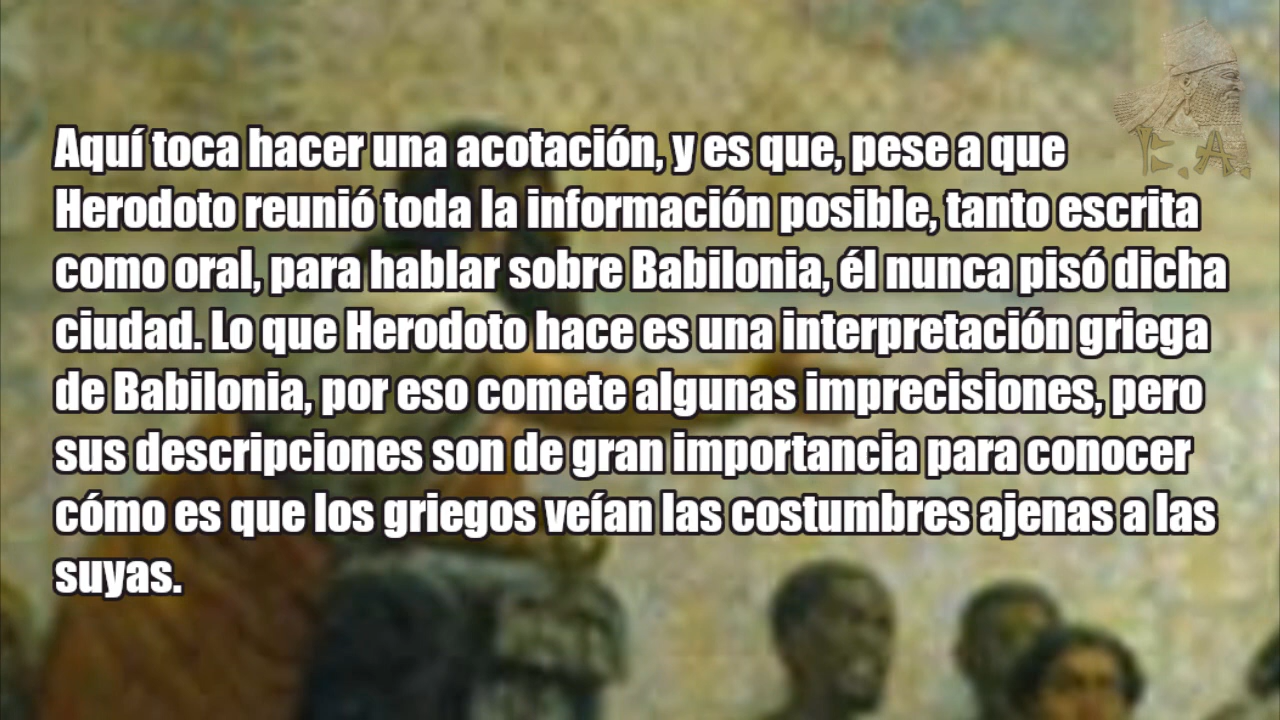 Aquí toca hacer una acotación, y es que, pese a que
Herodoto reunió toda la información posible, tanto escrita
como oral, para hablar sobre Babilonia, él nunca pisó dicha
ciudad. Lo que Herodoto hace es una interpretación griega
de Babilonia, por eso comete algunas imprecisiones, pero
sus descripciones son de gran importancia para conocer
cómo es que los griegos veían las costumbres ajenas a las
suyas.
E.A.